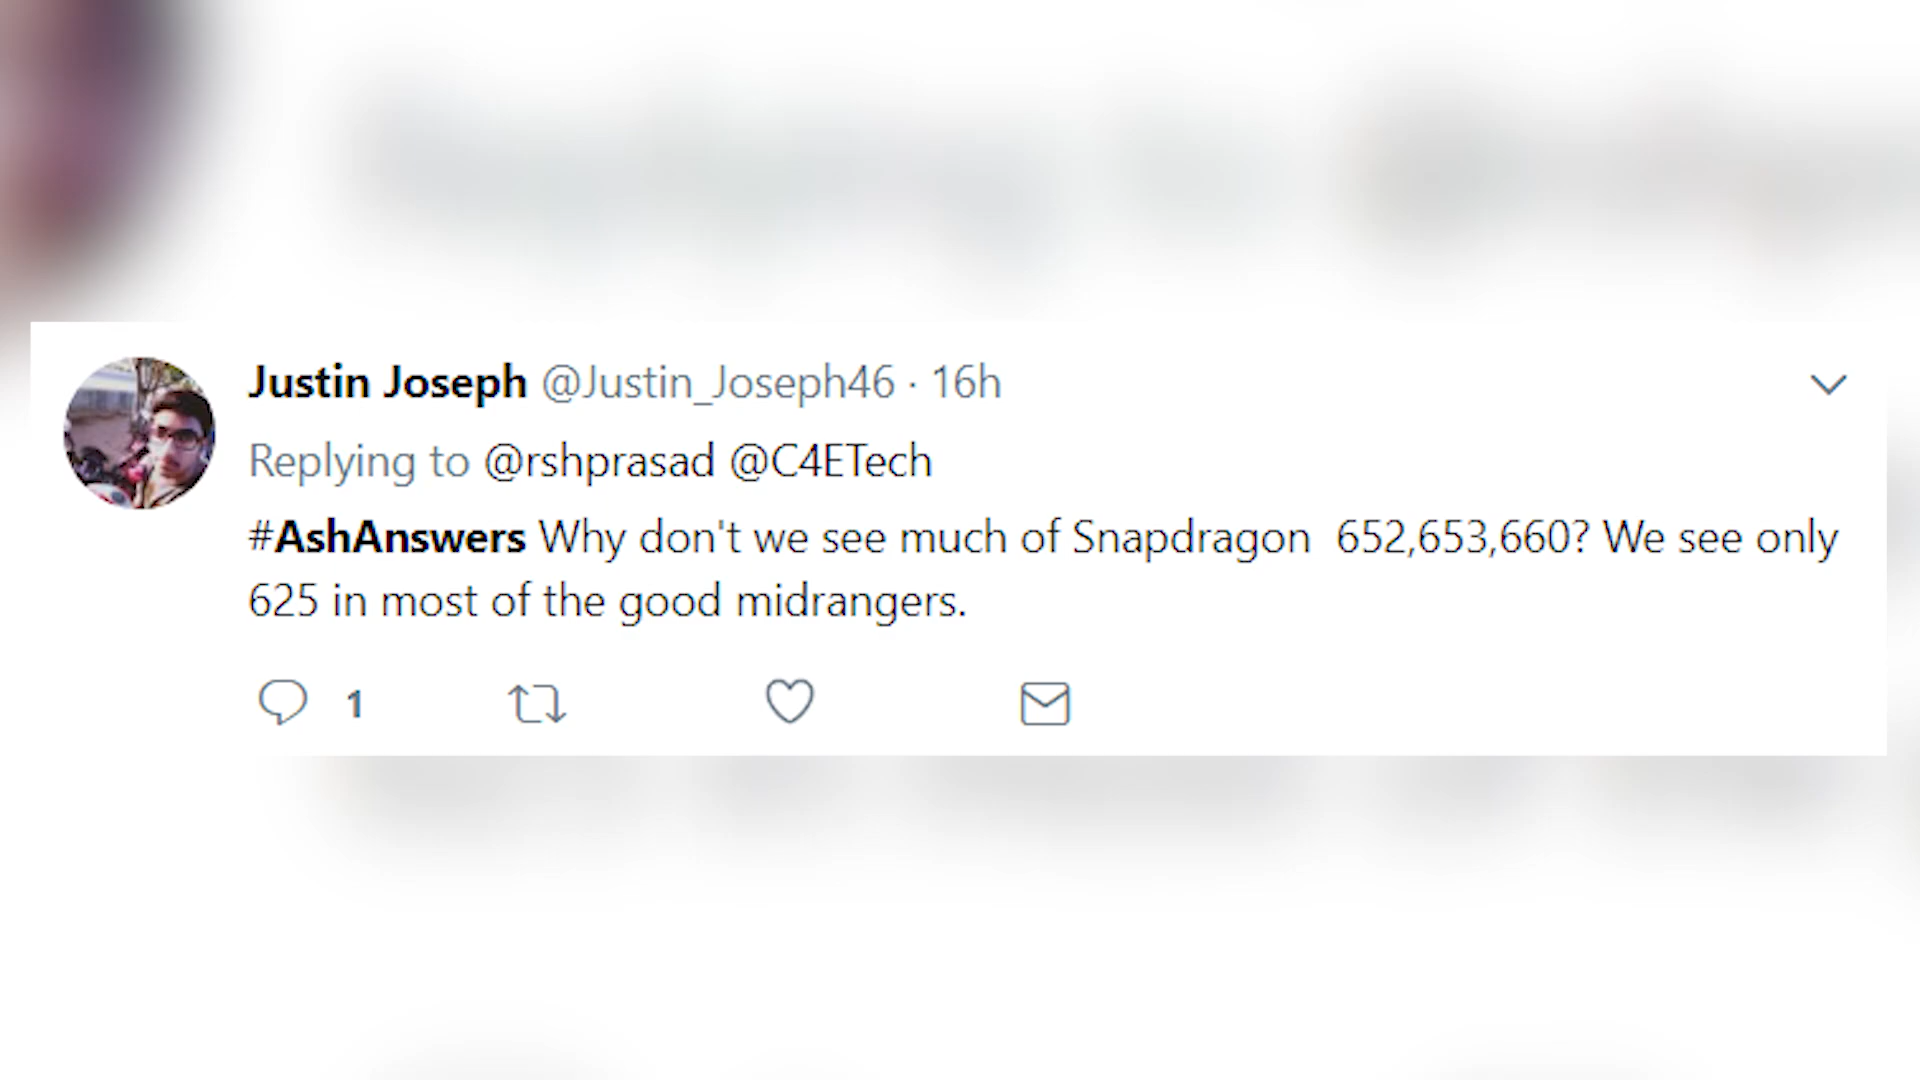 Justin Joseph @Justin_Joseph46 · 16h
Replying to @rshprasad @C4ETech
#AshAnswers Why don't we see much of Snapdragon  652,653,660? We see only
625 in most of the good midrangers.
1